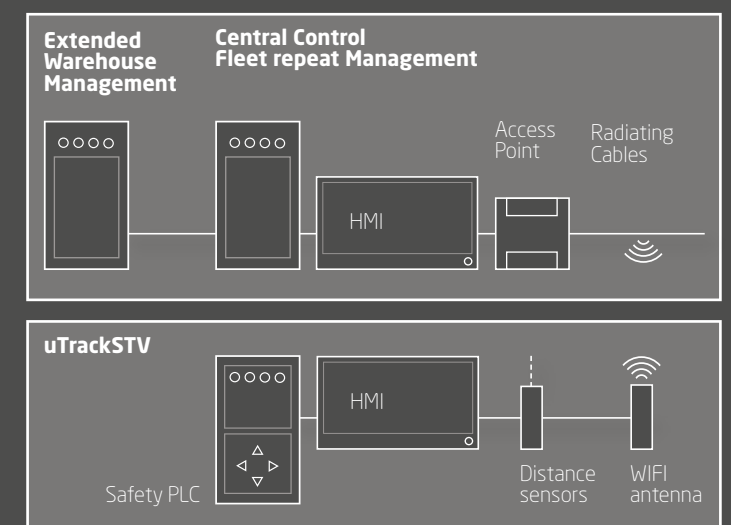 Extended
Warehouse
Management
Central Control
Fleet repeat Management
Access
Point
Radiating
Cables
HMI
uTrackSTV
HMI
Safety PLC
Distance
sensors
WIFI
antenna